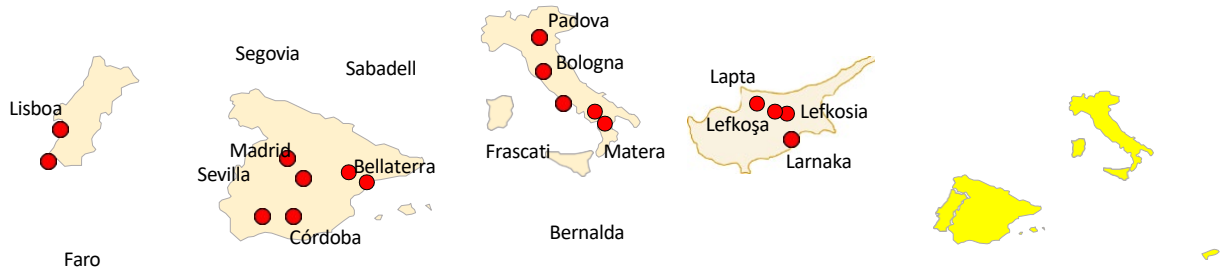 Lisboa
Faro
Segovia
Sabadell
Madrid
Sevilla
Bellaterra
Córdoba
Padova
Bologna
Frascati
Matera
Bernalda
Lapta
Lefkoşa
Lefkosia
Larnaka